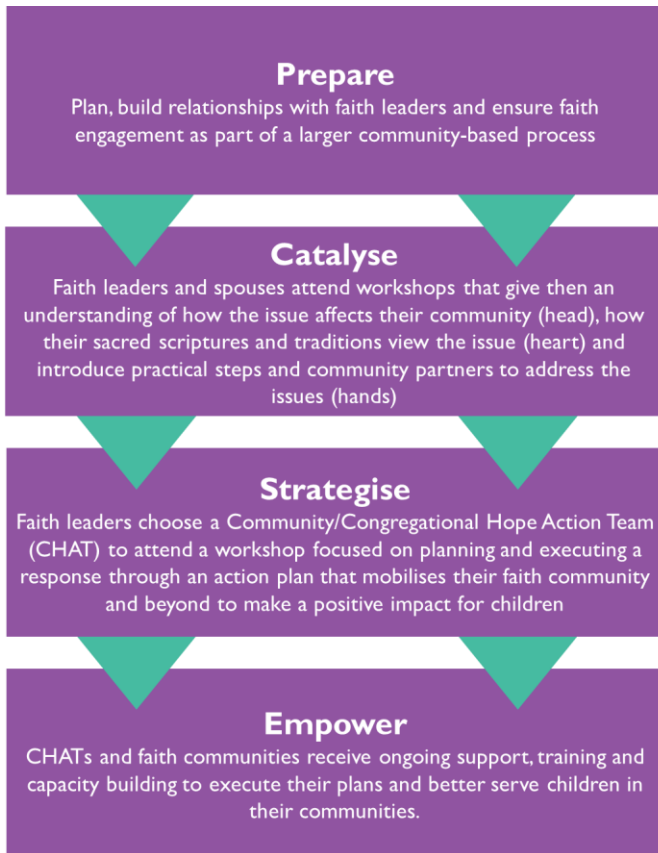 Prepare
Plan, build relationships with faith leaders and ensure faith
engagement as part of a larger community-based process
Catalyse
Faith leaders and spouses attend workshops that give then an
understanding of how the issue affects their community (head), how
their sacred scriptures and traditions view the issue (heart) and
introduce practical steps and community partners to address the
issues (hands)
Strategise
Faith leaders choose a Community/Congregational Hope Action Team
(CHAT) to attend a workshop focused on planning and executing a
response through an action plan that mobilises their faith community
and beyond to make a positive impact for children
Empower
CHATs and faith communities receive ongoing support, training and
capacity building to execute their plans and better serve children in
their communities.